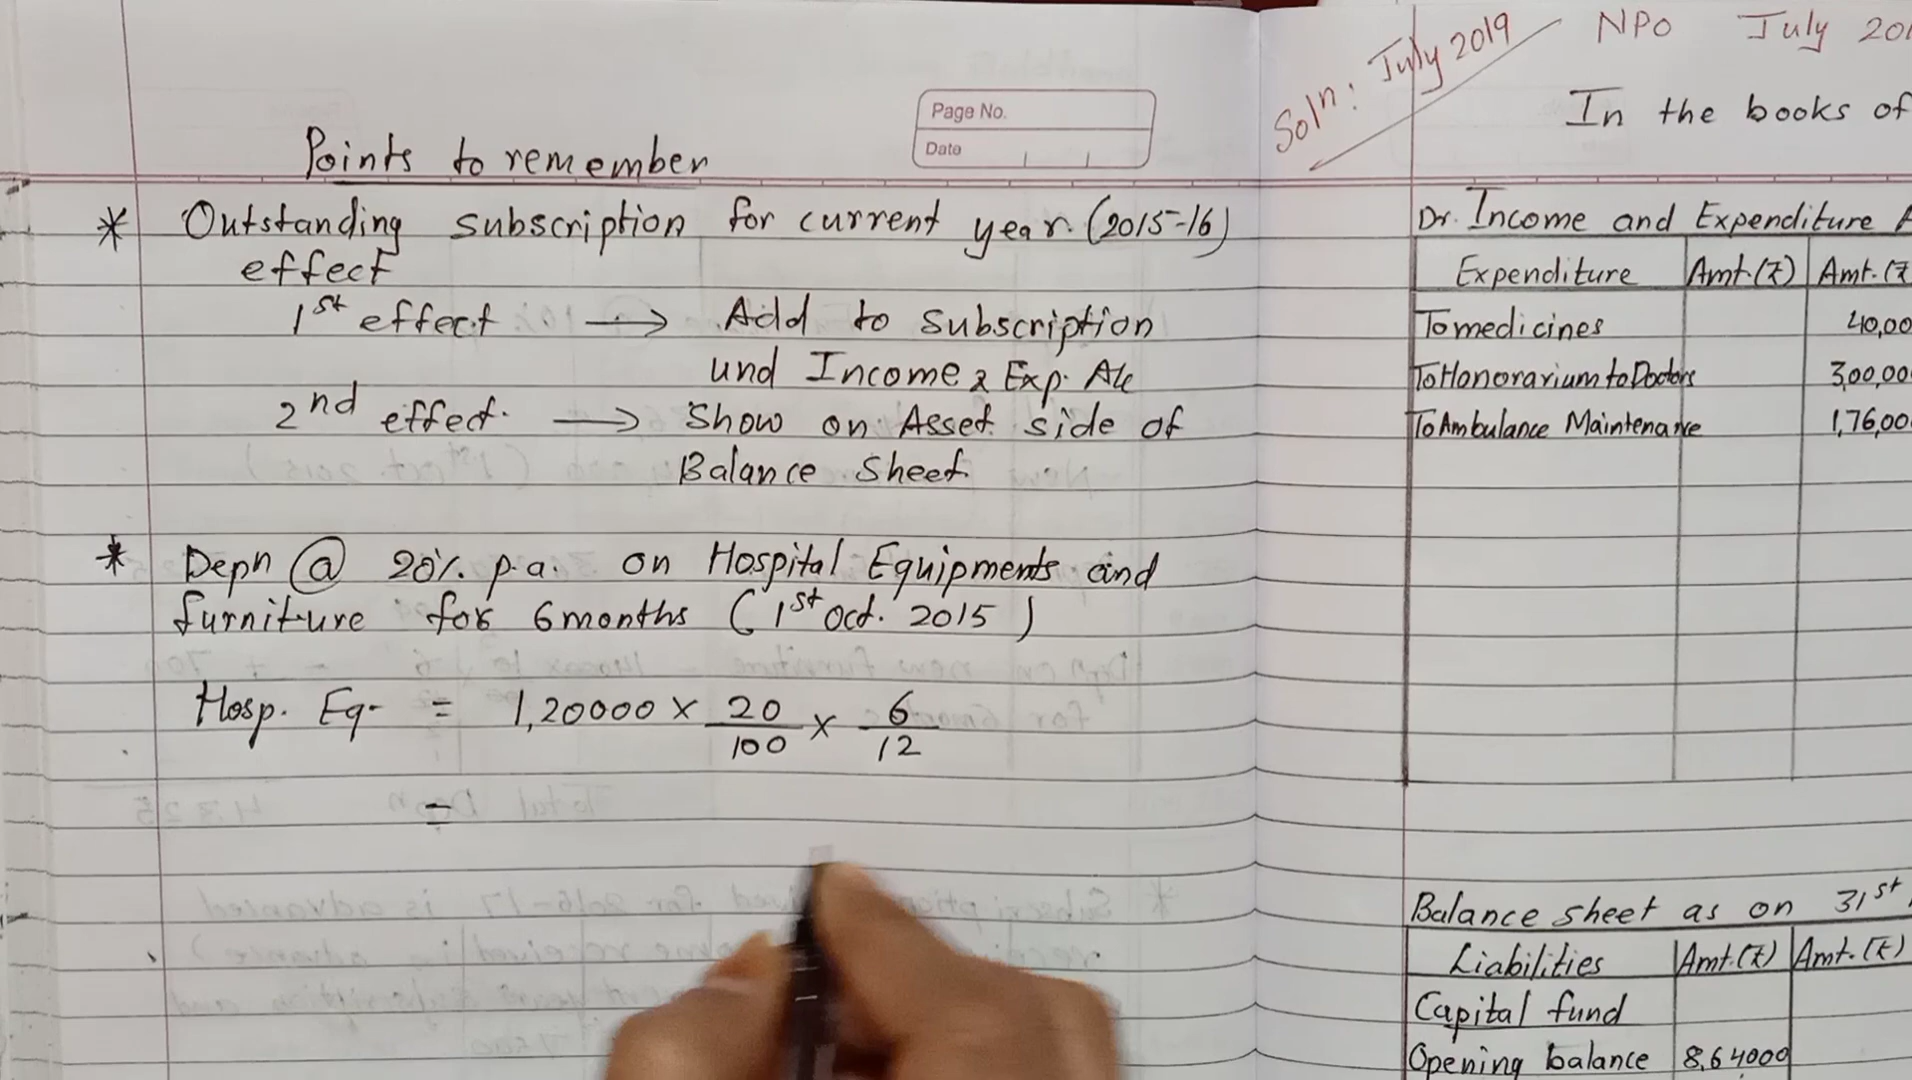 Page No.
Date
Points to remember
* Outstanding subscription for current year (2015-16)
effect
1st effect → Add to subscription
und Income & Exp. A/c
2nd effect. → Show on Asset side of
Balance Sheet
* Depn @ 20% p.a. on Hospital Equipments and
furniture for 6 months (1st Oct. 2015)
Hosp. Eq. = 1,20000 × 20/100 × 6/12
=
Soln: July 2019
NPO July 201
In the books of
Dr. Income and Expenditure A
Expenditure Amt.(₹) Amt.(₹
To medicines 40,00
To Honorarium to Doctors 3,00,00
To Ambulance Maintenance 1,76,00
Balance sheet as on 31st
Liabilities Amt.(₹) Amt.(₹)
Capital fund
Opening balance 8,64000